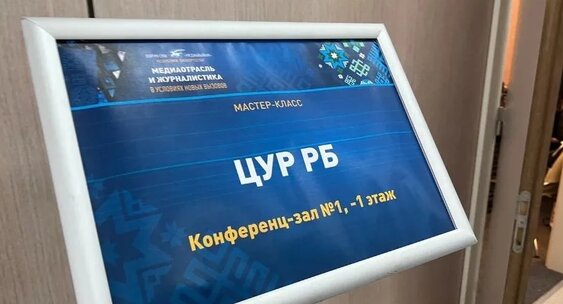 МЕДИАОТРАСЛЬ
И ЖУРНАЛИСТИКА
В УСЛОВИЯХ НОВЫХ ВЫЗОВОВ
МАСТЕР-КЛАСС
ЦУР РБ
Конференц-зал №1, -1 этаж